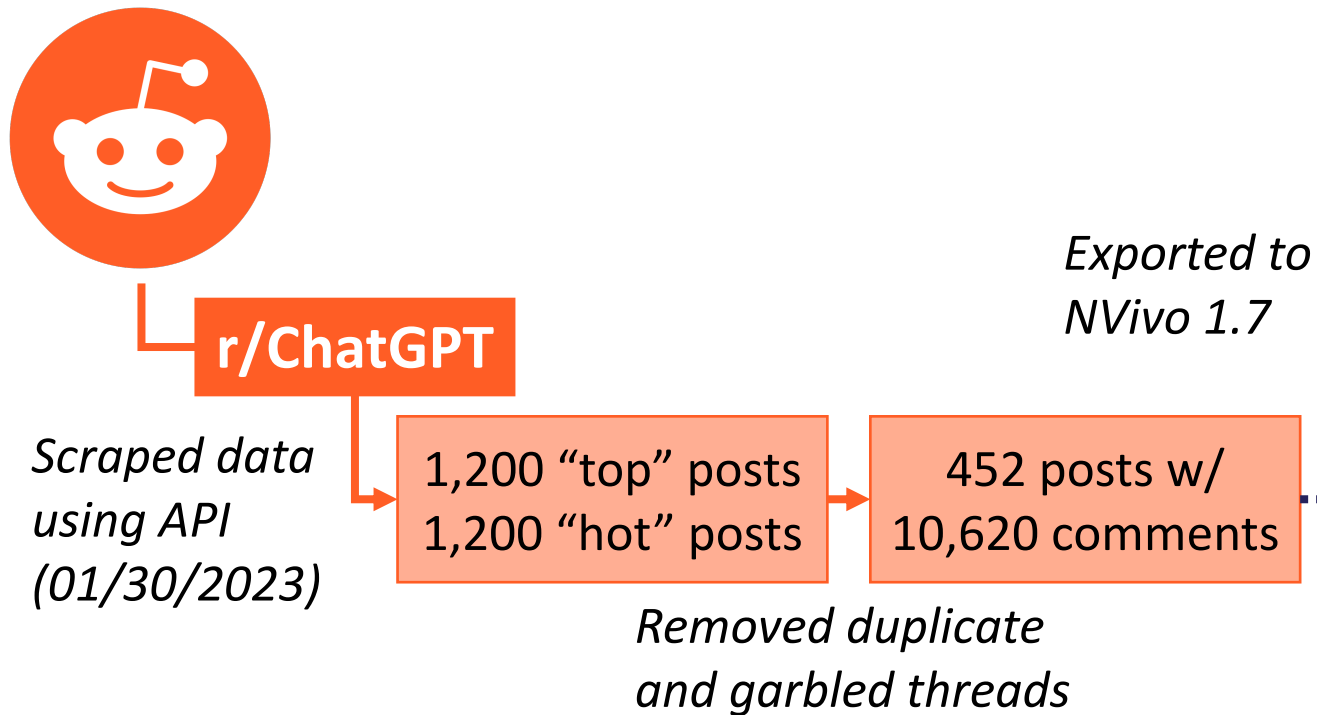 r/ChatGPT
Scraped data
using API
(01/30/2023)
1,200 “top” posts
1,200 “hot” posts
Removed duplicate
and garbled threads
452 posts w/
10,620 comments
Exported to
NVivo 1.7